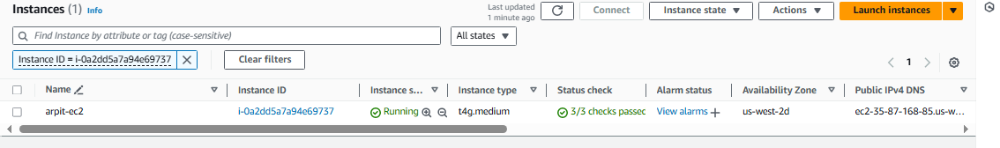 Instances (1) Info
Last updated
1 minute ago
Connect
Instance state
Actions
Launch instances
Find Instance by attribute or tag (case-sensitive)
All states
Instance ID = i-0a2dd5a7a94e69737
Clear filters
1
Name
Instance ID
Instance s...
Instance type
Status check
Alarm status
Availability Zone
Public IPv4 DNS
arpit-ec2
i-0a2dd5a7a94e69737
Running
t4g.medium
3/3 checks passec
View alarms +
us-west-2d
ec2-35-87-168-85.us-w...